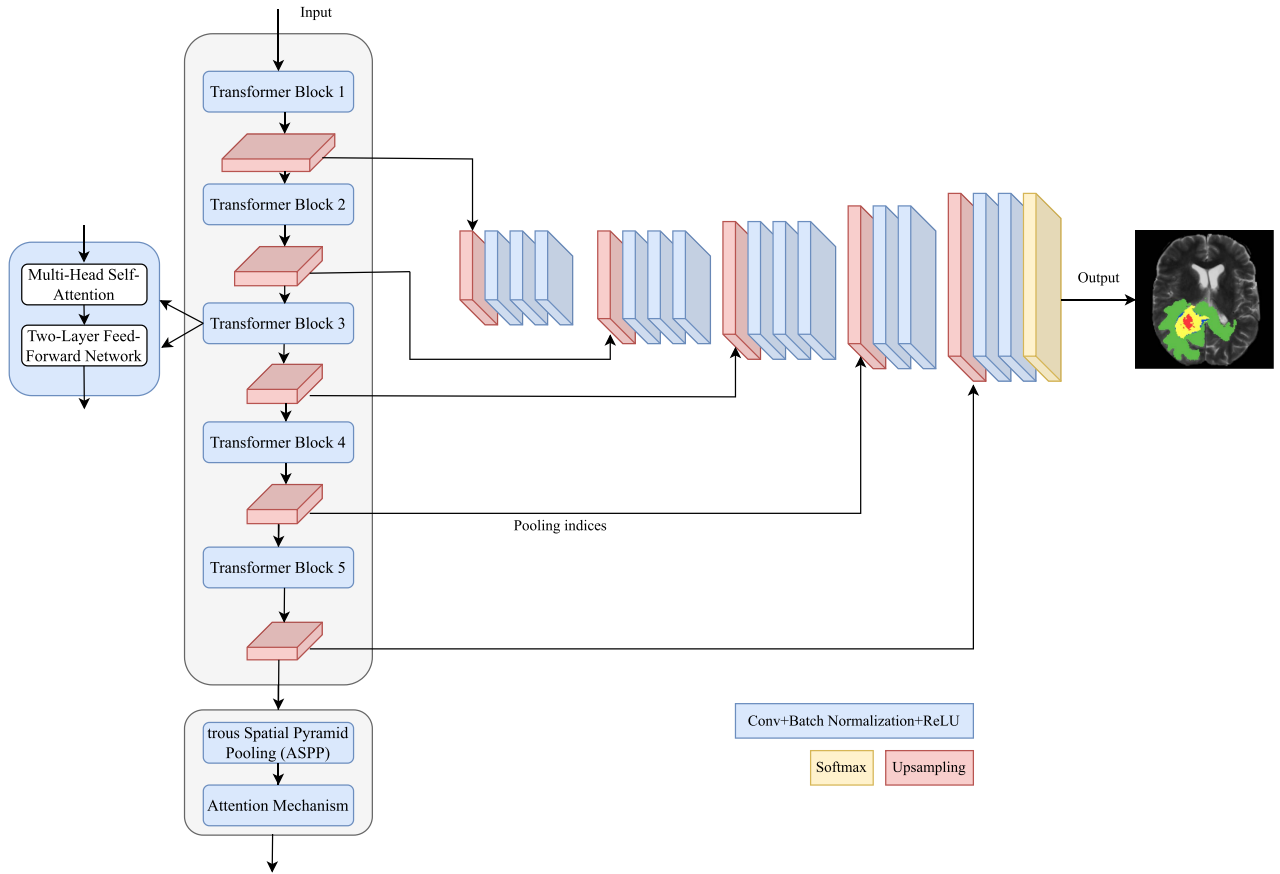 Input
Transformer Block 1
Transformer Block 2
Multi-Head Self-
Attention
Two-Layer Feed-
Forward Network
Transformer Block 3
Output
Transformer Block 4
Pooling indices
Transformer Block 5
trous Spatial Pyramid
Pooling (ASPP)
Attention Mechanism
Conv+Batch Normalization+ReLU
Softmax
Upsampling